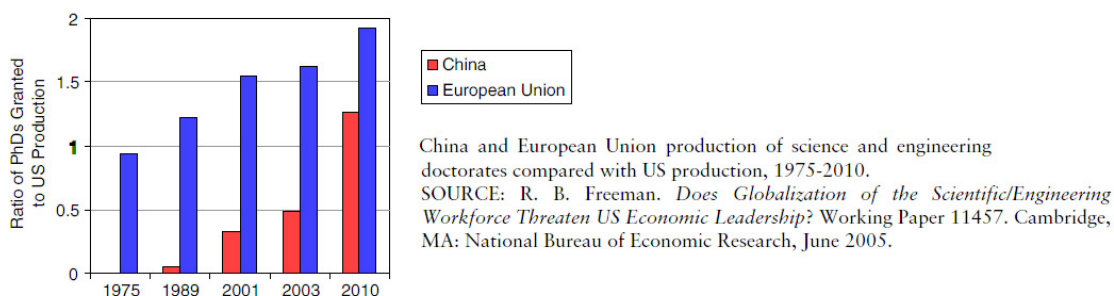 Ratio of PhDs Granted
to US Production
2
1.5
1
0.5
0
1975 1989 2001 2003 2010
China
European Union
China and European Union production of science and engineering
doctorates compared with US production, 1975-2010.
SOURCE: R. B. Freeman. Does Globalization of the Scientific/Engineering
Workforce Threaten US Economic Leadership? Working Paper 11457. Cambridge,
MA: National Bureau of Economic Research, June 2005.